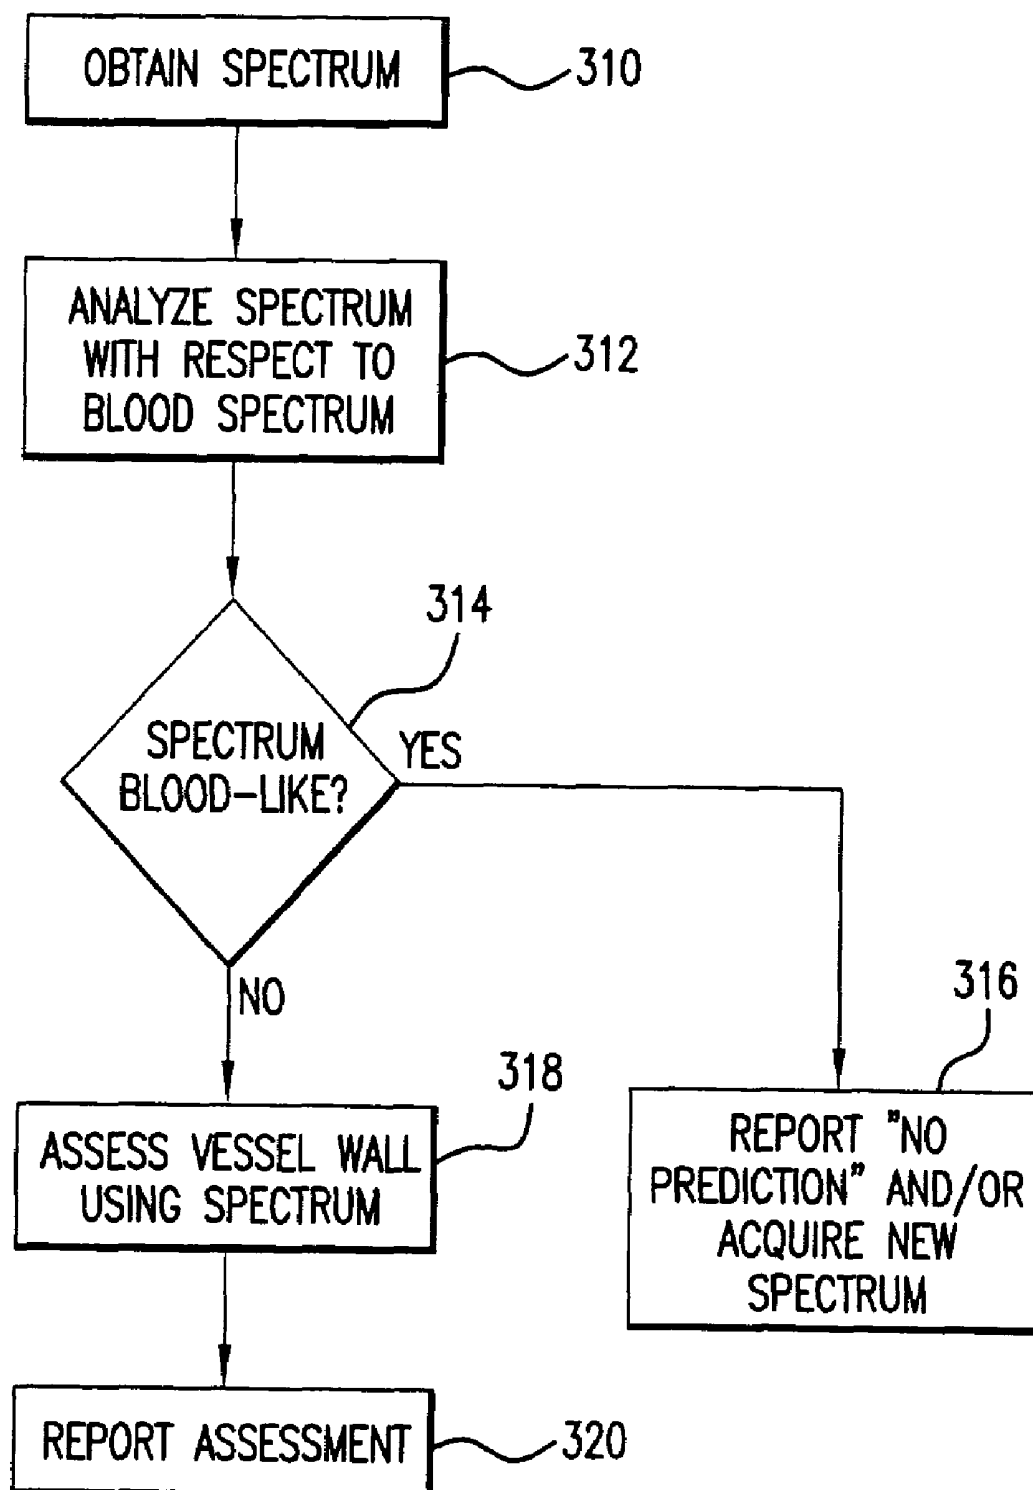 OBTAIN SPECTRUM
310
ANALYZE SPECTRUM
WITH RESPECT TO
BLOOD SPECTRUM
312
314
SPECTRUM
BLOOD-LIKE?
YES
NO
316
REPORT "NO
PREDICTION" AND/OR
ACQUIRE NEW
SPECTRUM
318
ASSESS VESSEL WALL
USING SPECTRUM
REPORT ASSESSMENT
320